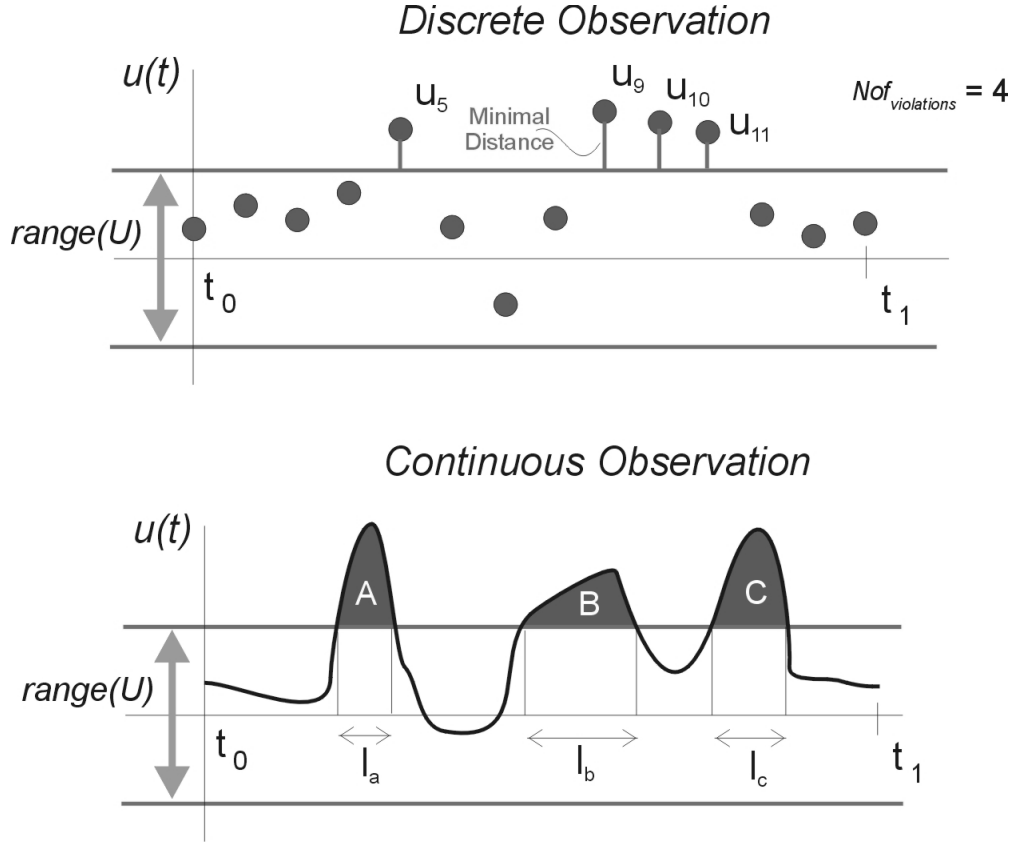 Discrete Observation
u(t)
u5
u9
u10
u11
Nofviolations = 4
Minimal
Distance
range(U)
t0
t1
Continuous Observation
u(t)
A
B
C
range(U)
t0
la
lb
lc
t1